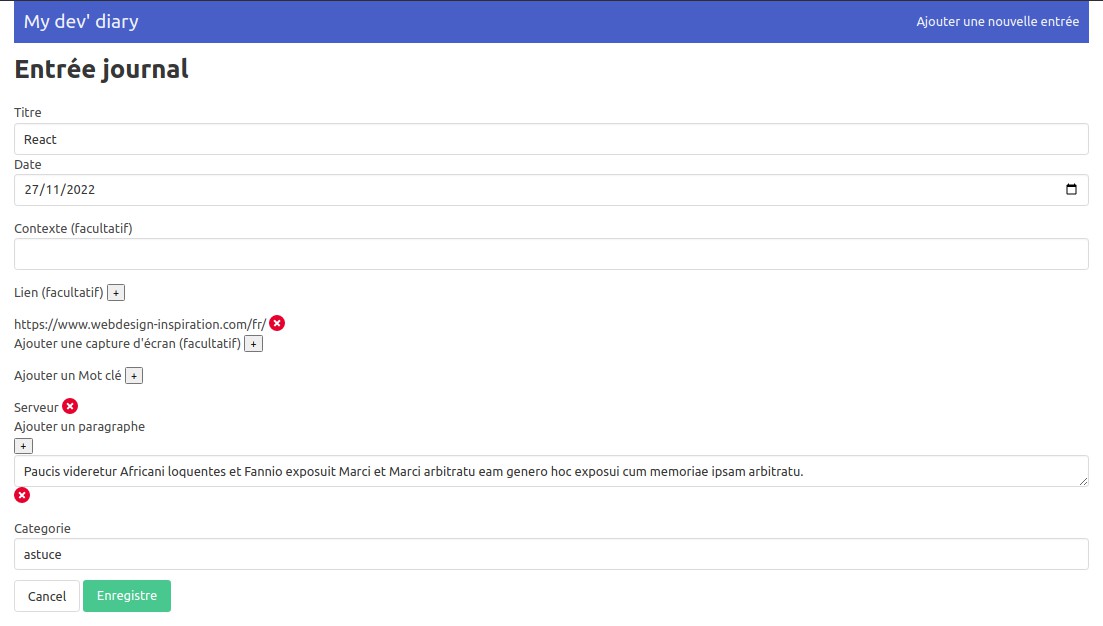 My dev' diary
Ajouter une nouvelle entrée
Entrée journal
Titre
React
Date
27/11/2022
Contexte (facultatif)
Lien (facultatif) +
https://www.webdesign-inspiration.com/fr/
Ajouter une capture d'écran (facultatif) +
Ajouter un Mot clé +
Serveur
Ajouter un paragraphe
+
Paucis videretur Africani loquentes et Fannio exposuit Marci et Marci arbitratu eam genero hoc exposui cum memoriae ipsam arbitratu.
Categorie
astuce
Cancel Enregistre